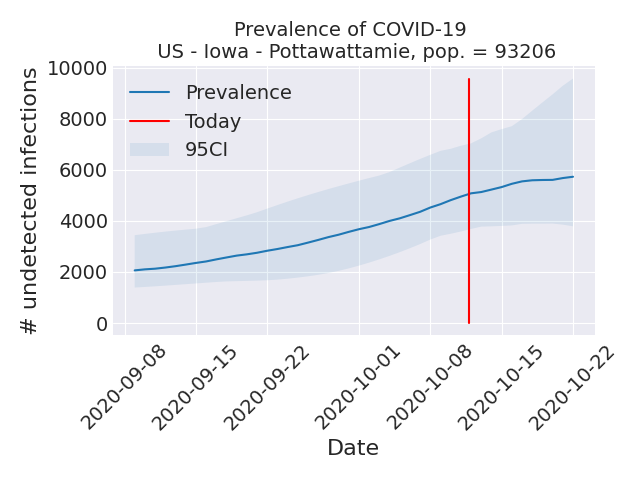 Prevalence of COVID-19
US - Iowa - Pottawattamie, pop. = 93206
# undetected infections
10000
8000
6000
4000
2000
0
Prevalence
Today
95CI
2020-09-08
2020-09-15
2020-09-22
2020-10-01
2020-10-08
2020-10-15
2020-10-22
Date